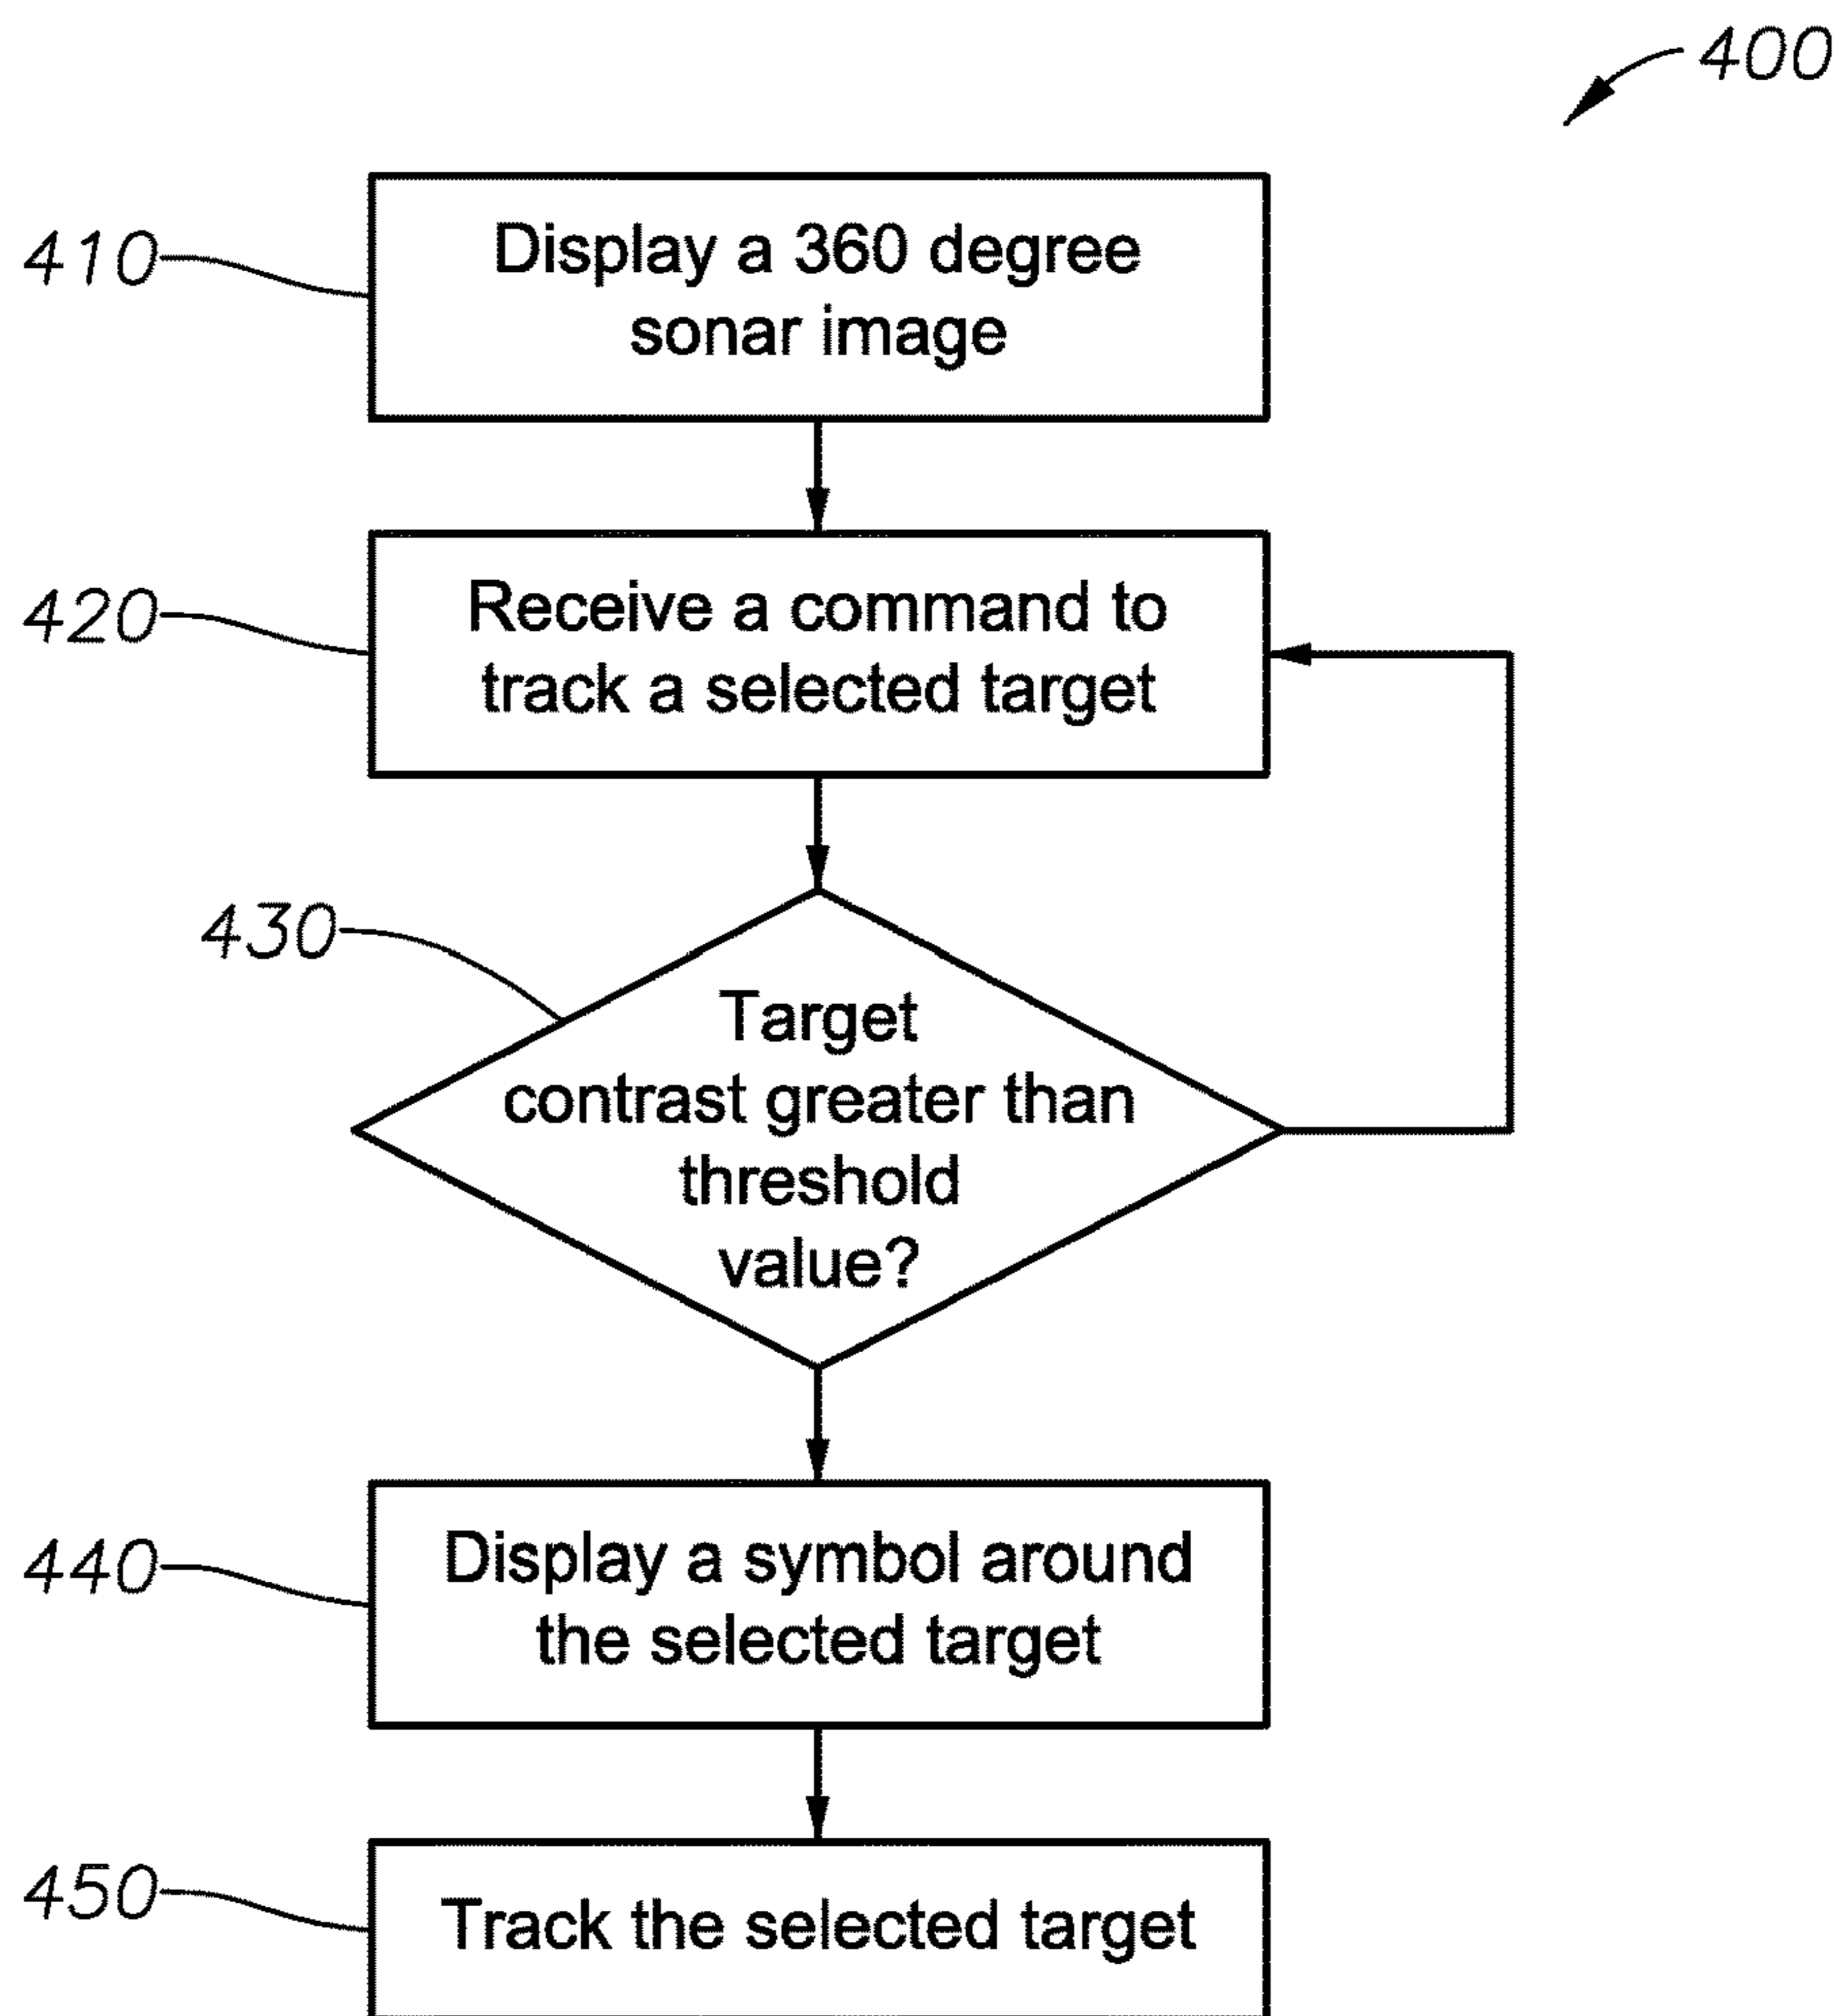 400
410
Display a 360 degree
sonar image
420
Receive a command to
track a selected target
430
Target
contrast greater than
threshold
value?
440
Display a symbol around
the selected target
450
Track the selected target